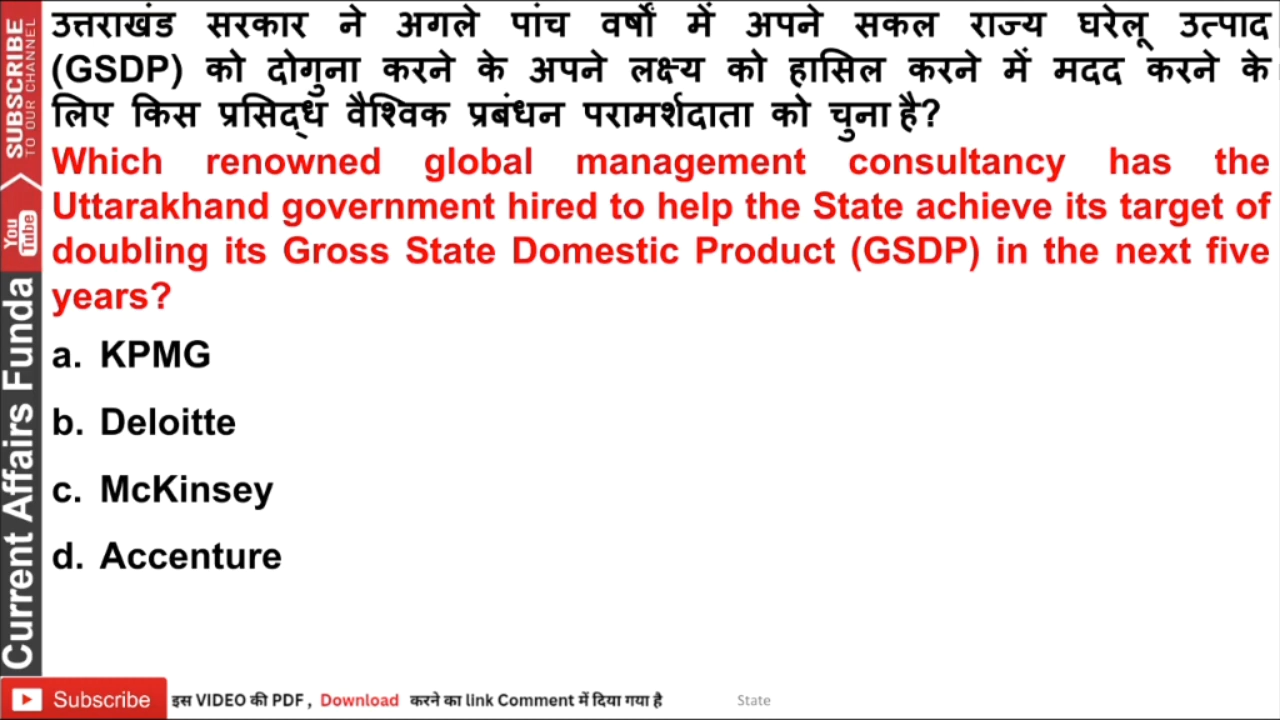 उत्तराखंड सरकार ने अगले पांच वर्षों में अपने सकल राज्य घरेलू उत्पाद
(GSDP) को दोगुना करने के अपने लक्ष्य को हासिल करने में मदद करने के
लिए किस प्रसिद्ध वैश्विक प्रबंधन परामर्शदाता को चुना है?
Which renowned global management consultancy has the
Uttarakhand government hired to help the State achieve its target of
doubling its Gross State Domestic Product (GSDP) in the next five
years?
a. KPMG
b. Deloitte
c. McKinsey
d. Accenture
SUBSCRIBE
TO OUR CHANNEL
You
Tube
Current Affairs Funda
Subscribe इस VIDEO की PDF , Download करने का link Comment में दिया गया है State